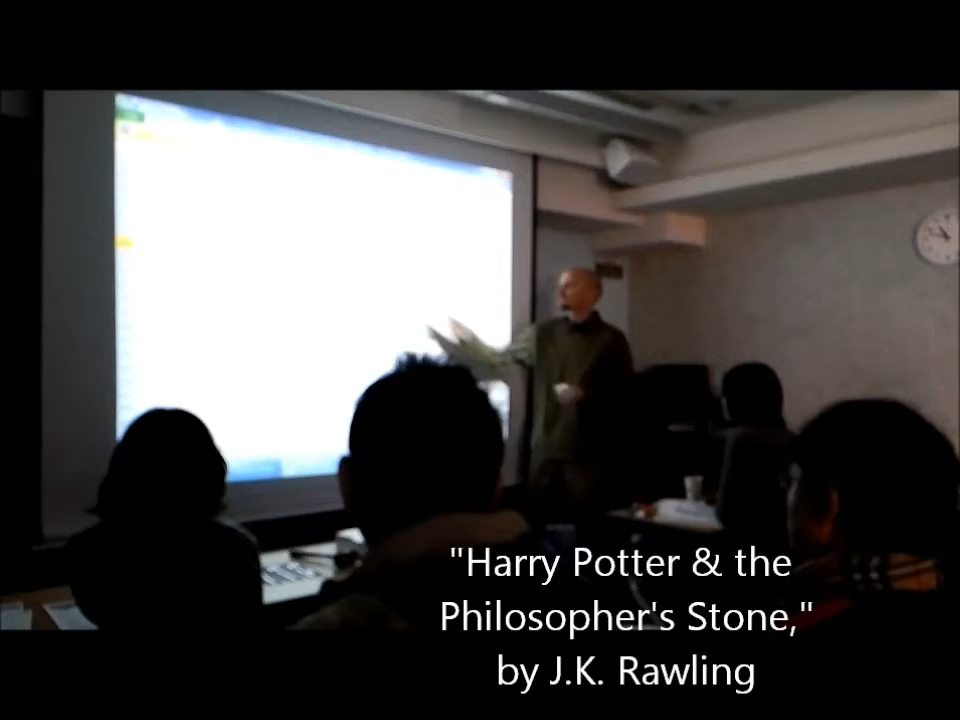 "Harry Potter & the
Philosopher's Stone,"
by J.K. Rawling